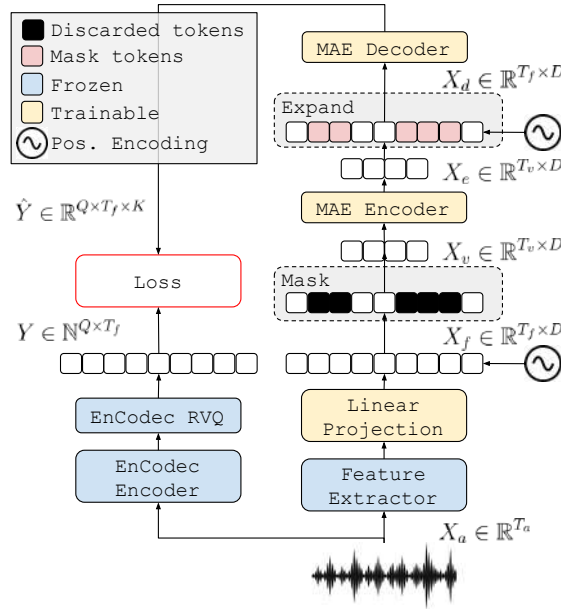 Discarded tokens
Mask tokens
Frozen
Trainable
Pos. Encoding
MAE Decoder
X_d ∈ ℝ^{T_f×D}
Expand
X_e ∈ ℝ^{T_v×D}
MAE Encoder
Ŷ ∈ ℝ^{Q×T_f×K}
X_v ∈ ℝ^{T_v×D}
Loss
Mask
Y ∈ ℕ^{Q×T_f}
X_f ∈ ℝ^{T_f×D}
EnCodec RVQ
Linear
Projection
EnCodec
Encoder
Feature
Extractor
X_a ∈ ℝ^{T_a}